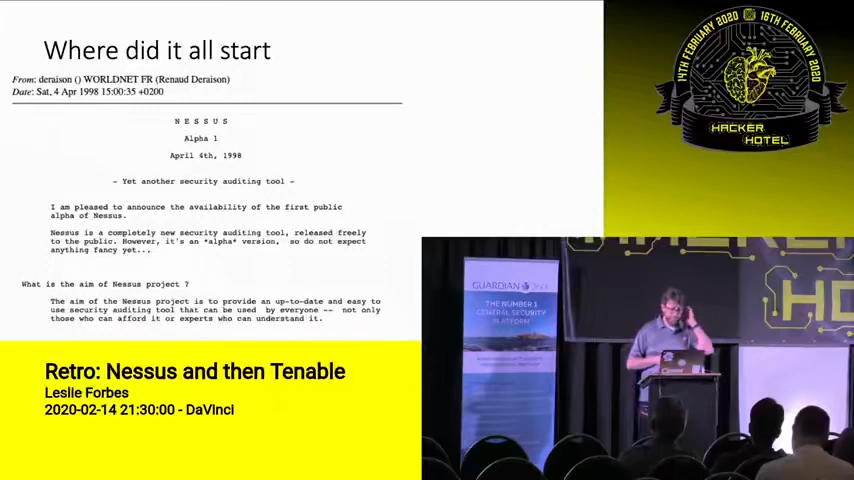 Where did it all start
From: deraison () WORLDNET FR (Renaud Deraison)
Date: Sat, 4 Apr 1998 15:00:35 +0200
N E S S U S
Alpha 1
April 4th, 1998
- Yet another security auditing tool -
I am pleased to announce the availability of the first public
alpha of Nessus.
Nessus is a completely new security auditing tool, released freely
to the public. However, it's an *alpha* version, so do not expect
anything fancy yet...
What is the aim of Nessus project ?
The aim of the Nessus project is to provide an up-to-date and easy to
use security auditing tool that can be used by everyone -- not only
those who can afford it or experts who can understand it.
Retro: Nessus and then Tenable
Leslie Forbes
2020-02-14 21:30:00 - DaVinci
14TH FEBRUARY 2020 16TH FEBRUARY 2020
HACKER
HOTEL
GUARDIAN
THE NUMBER 1
GENERAL SECURITY
PLATFORM
HO